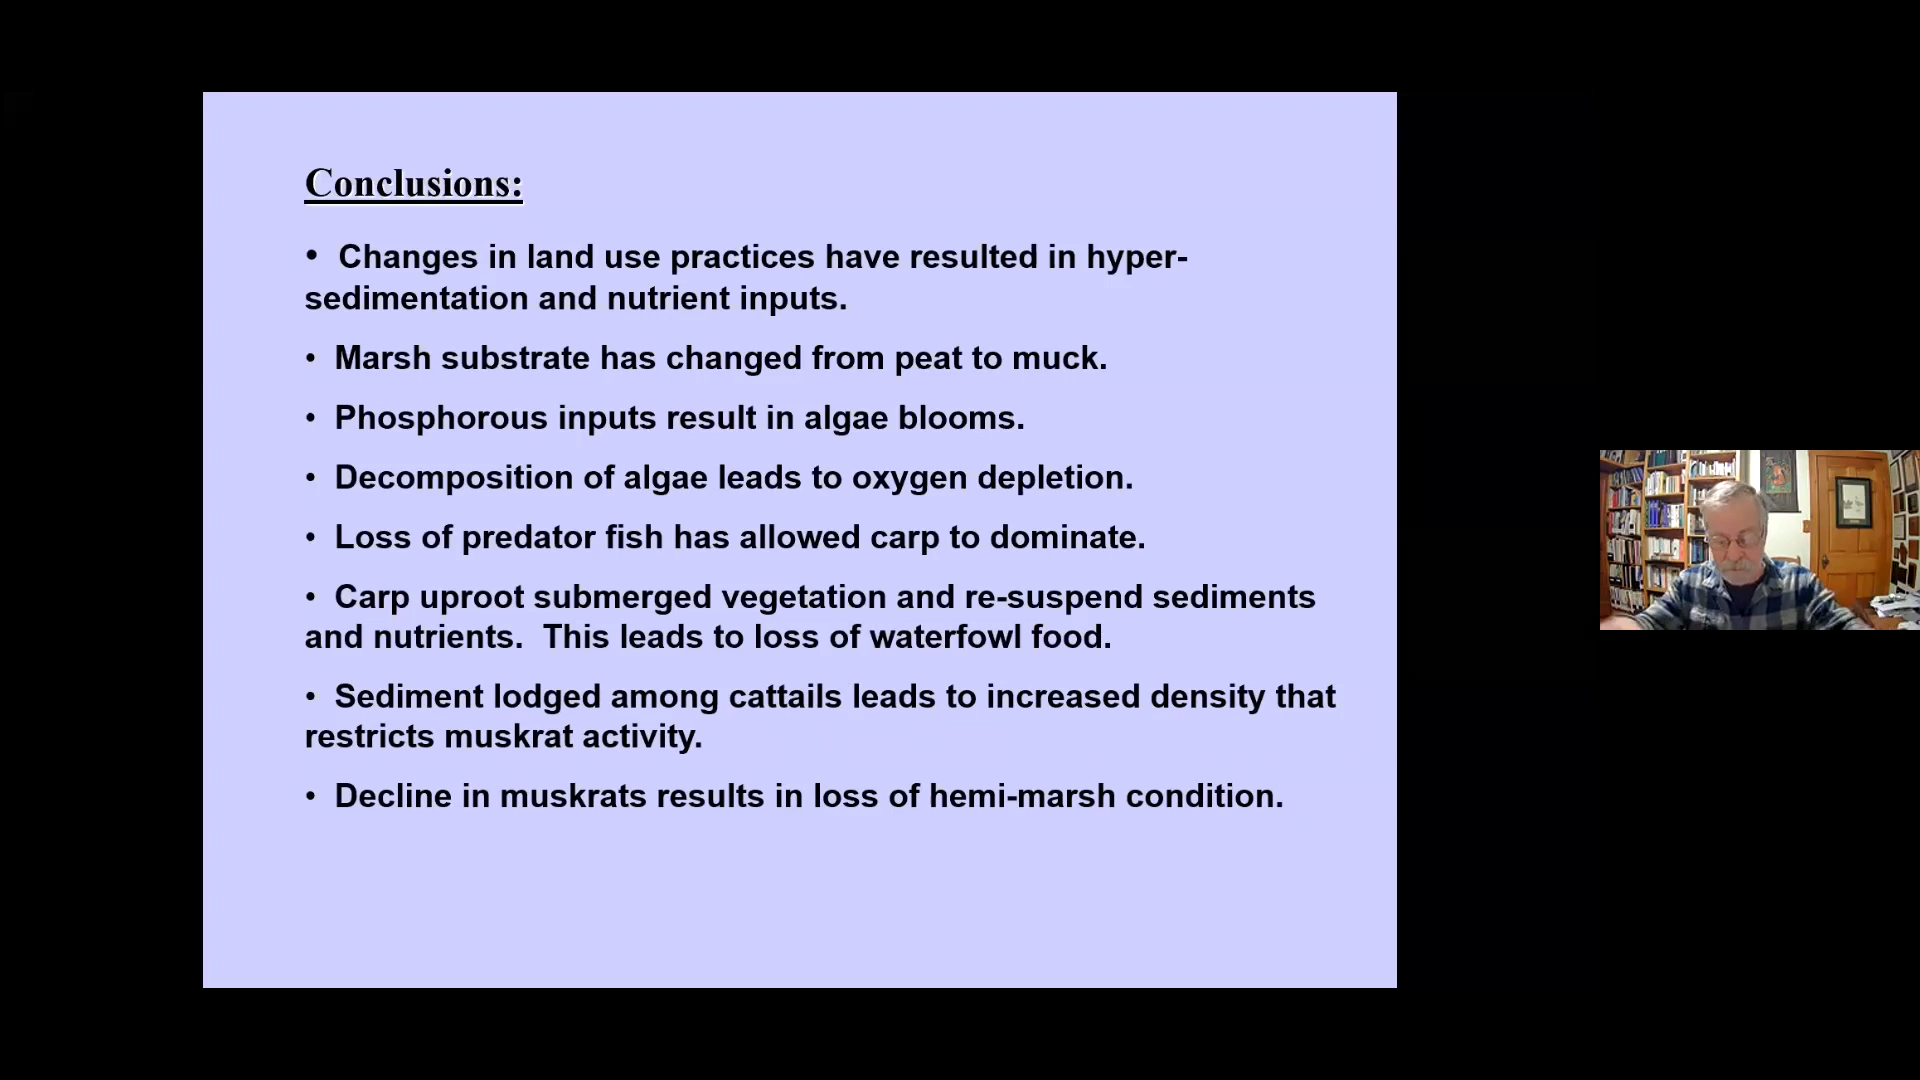 Conclusions:
• Changes in land use practices have resulted in hyper-
sedimentation and nutrient inputs.
• Marsh substrate has changed from peat to muck.
• Phosphorous inputs result in algae blooms.
• Decomposition of algae leads to oxygen depletion.
• Loss of predator fish has allowed carp to dominate.
• Carp uproot submerged vegetation and re-suspend sediments
and nutrients. This leads to loss of waterfowl food.
• Sediment lodged among cattails leads to increased density that
restricts muskrat activity.
• Decline in muskrats results in loss of hemi-marsh condition.